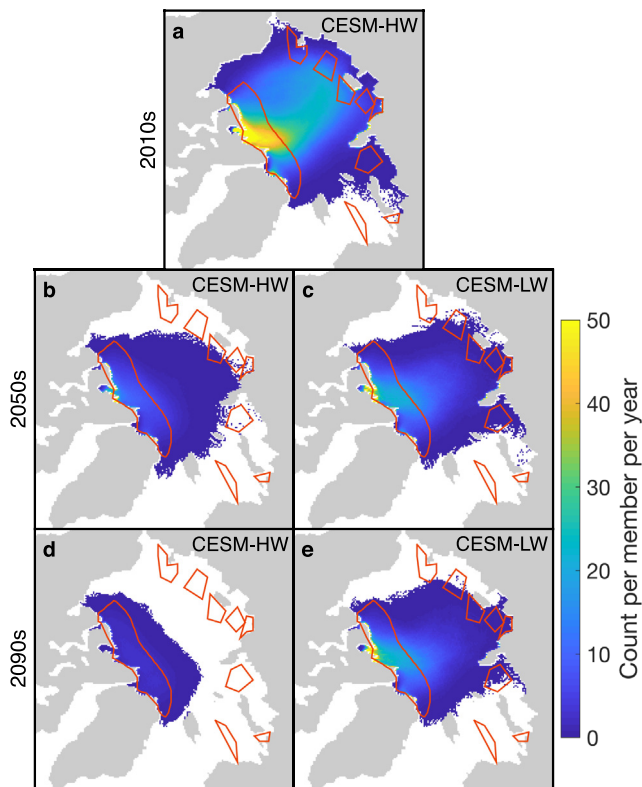 a
CESM-HW
2010s
b
CESM-HW
c
CESM-LW
2050s
d
CESM-HW
e
CESM-LW
2090s
50
40
30
20
10
0
Count per member per year